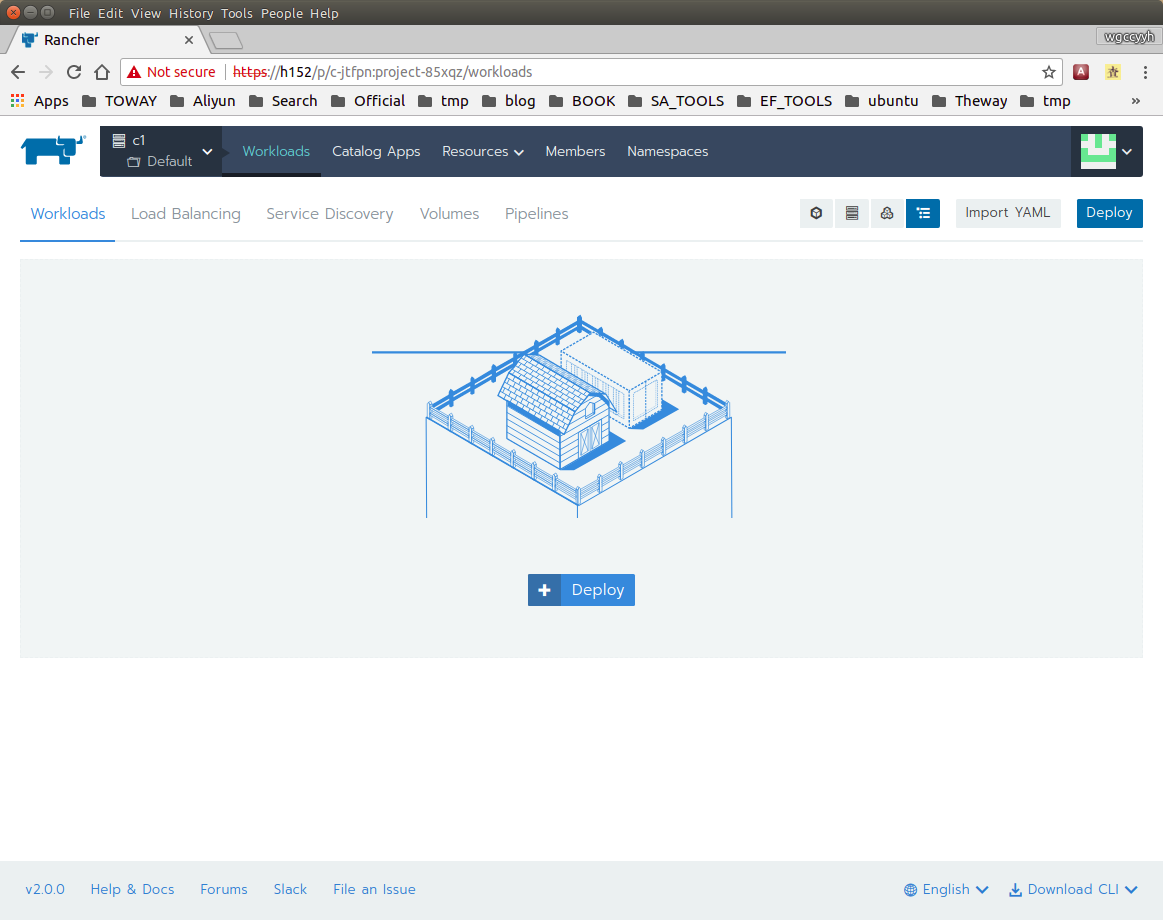 File Edit View History Tools People Help
Rancher
wgccyyh
Not secure https://h152/p/c-jtfpn:project-85xqz/workloads
A
Apps TOWAY Aliyun Search Official tmp blog BOOK SA_TOOLS EF_TOOLS ubuntu Theway tmp »
c1
Default
Workloads Catalog Apps Resources Members Namespaces
Workloads Load Balancing Service Discovery Volumes Pipelines Import YAML Deploy
Deploy
v2.0.0 Help & Docs Forums Slack File an Issue English Download CLI